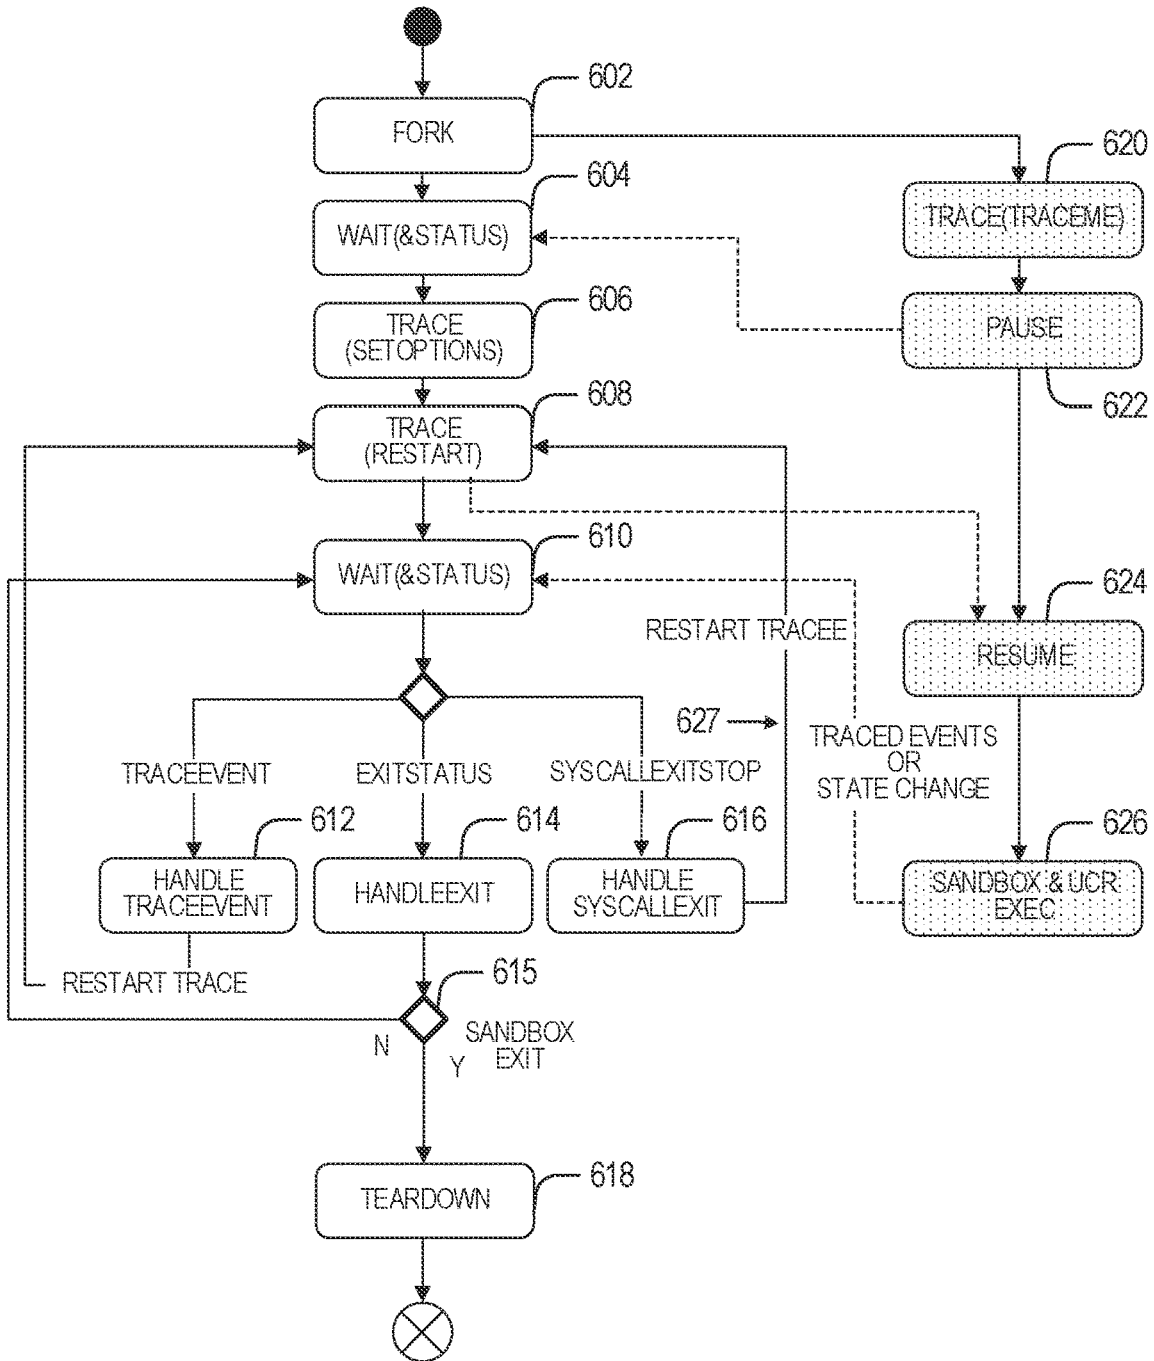 602
FORK
620
604
TRACE(TRACEME)
WAIT(&STATUS)
606
TRACE
(SETOPTIONS)
PAUSE
608
622
TRACE
(RESTART)
610
WAIT(&STATUS)
624
RESTART TRACEE
RESUME
627
TRACED EVENTS
OR
STATE CHANGE
TRACEEVENT
EXITSTATUS
SYSCALLEXITSTOP
612
614
616
626
HANDLE
TRACEEVENT
HANDLEEXIT
HANDLE
SYSCALLEXIT
SANDBOX & UCR
EXEC
RESTART TRACE
615
SANDBOX
EXIT
N
Y
618
TEARDOWN